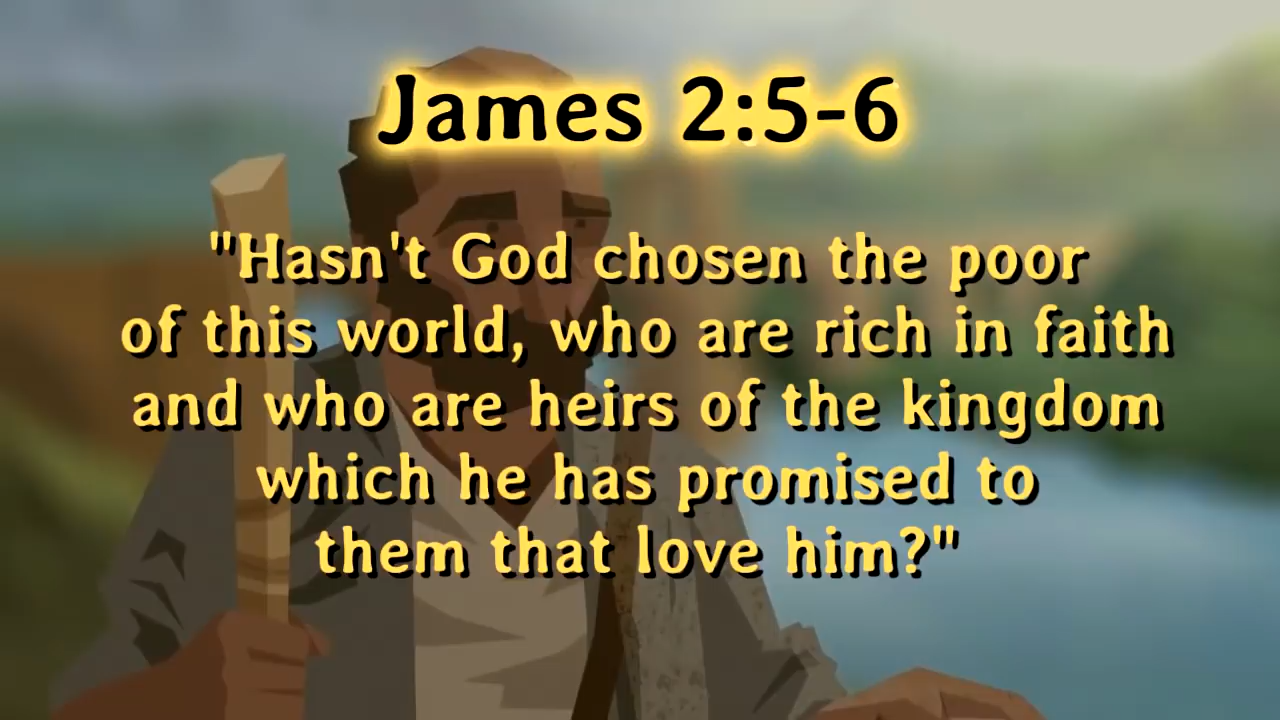 James 2:5-6
"Hasn't God chosen the poor
of this world, who are rich in faith
and who are heirs of the kingdom
which he has promised to
them that love him?"